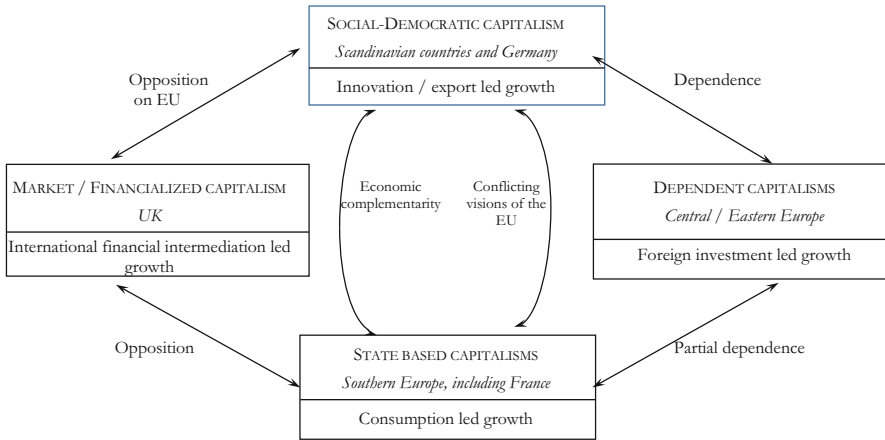 SOCIAL-DEMOCRATIC CAPITALISM
Scandinavian countries and Germany
Innovation / export led growth
Opposition
on EU
Dependence
MARKET / FINANCIALIZED CAPITALISM
UK
International financial intermediation led
growth
Economic
complementarity
Conflicting
visions of the
EU
DEPENDENT CAPITALISMS
Central / Eastern Europe
Foreign investment led growth
Opposition
Partial dependence
STATE BASED CAPITALISMS
Southern Europe, including France
Consumption led growth